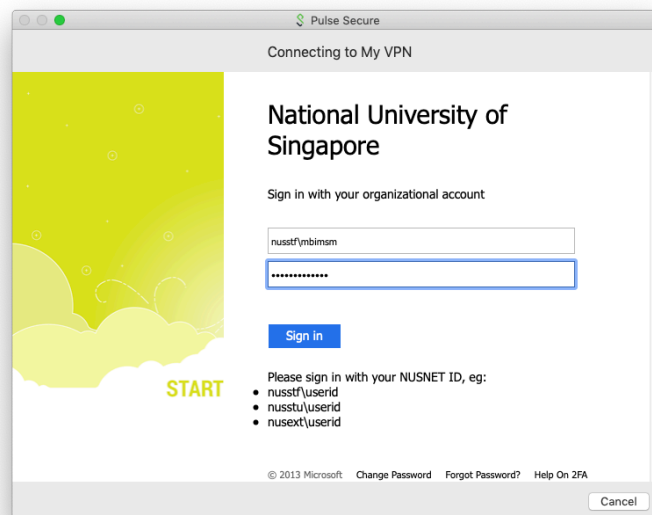 Pulse Secure
Connecting to My VPN
National University of
Singapore
Sign in with your organizational account
nusstf\mbimsm
•••••••••••••
Sign in
Please sign in with your NUSNET ID, eg:
• nusstf\userid
• nusstu\userid
• nusext\userid
START
© 2013 Microsoft Change Password Forgot Password? Help On 2FA
Cancel